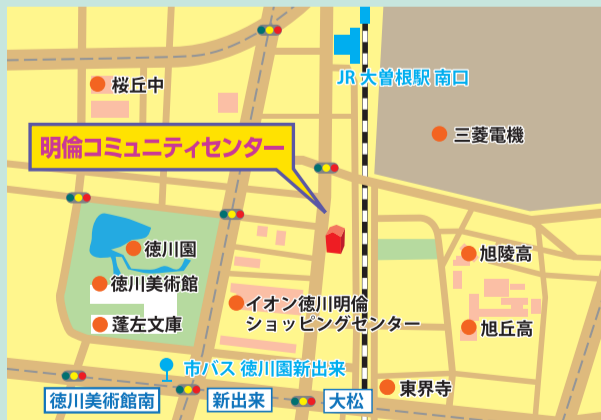 JR 大曽根駅 南口
桜丘中
三菱電機
明倫コミュニティセンター
徳川園
旭陵高
徳川美術館
イオン徳川明倫
ショッピングセンター
蓬左文庫
旭丘高
市バス 徳川園新出来
東界寺
徳川美術館南
新出来
大松